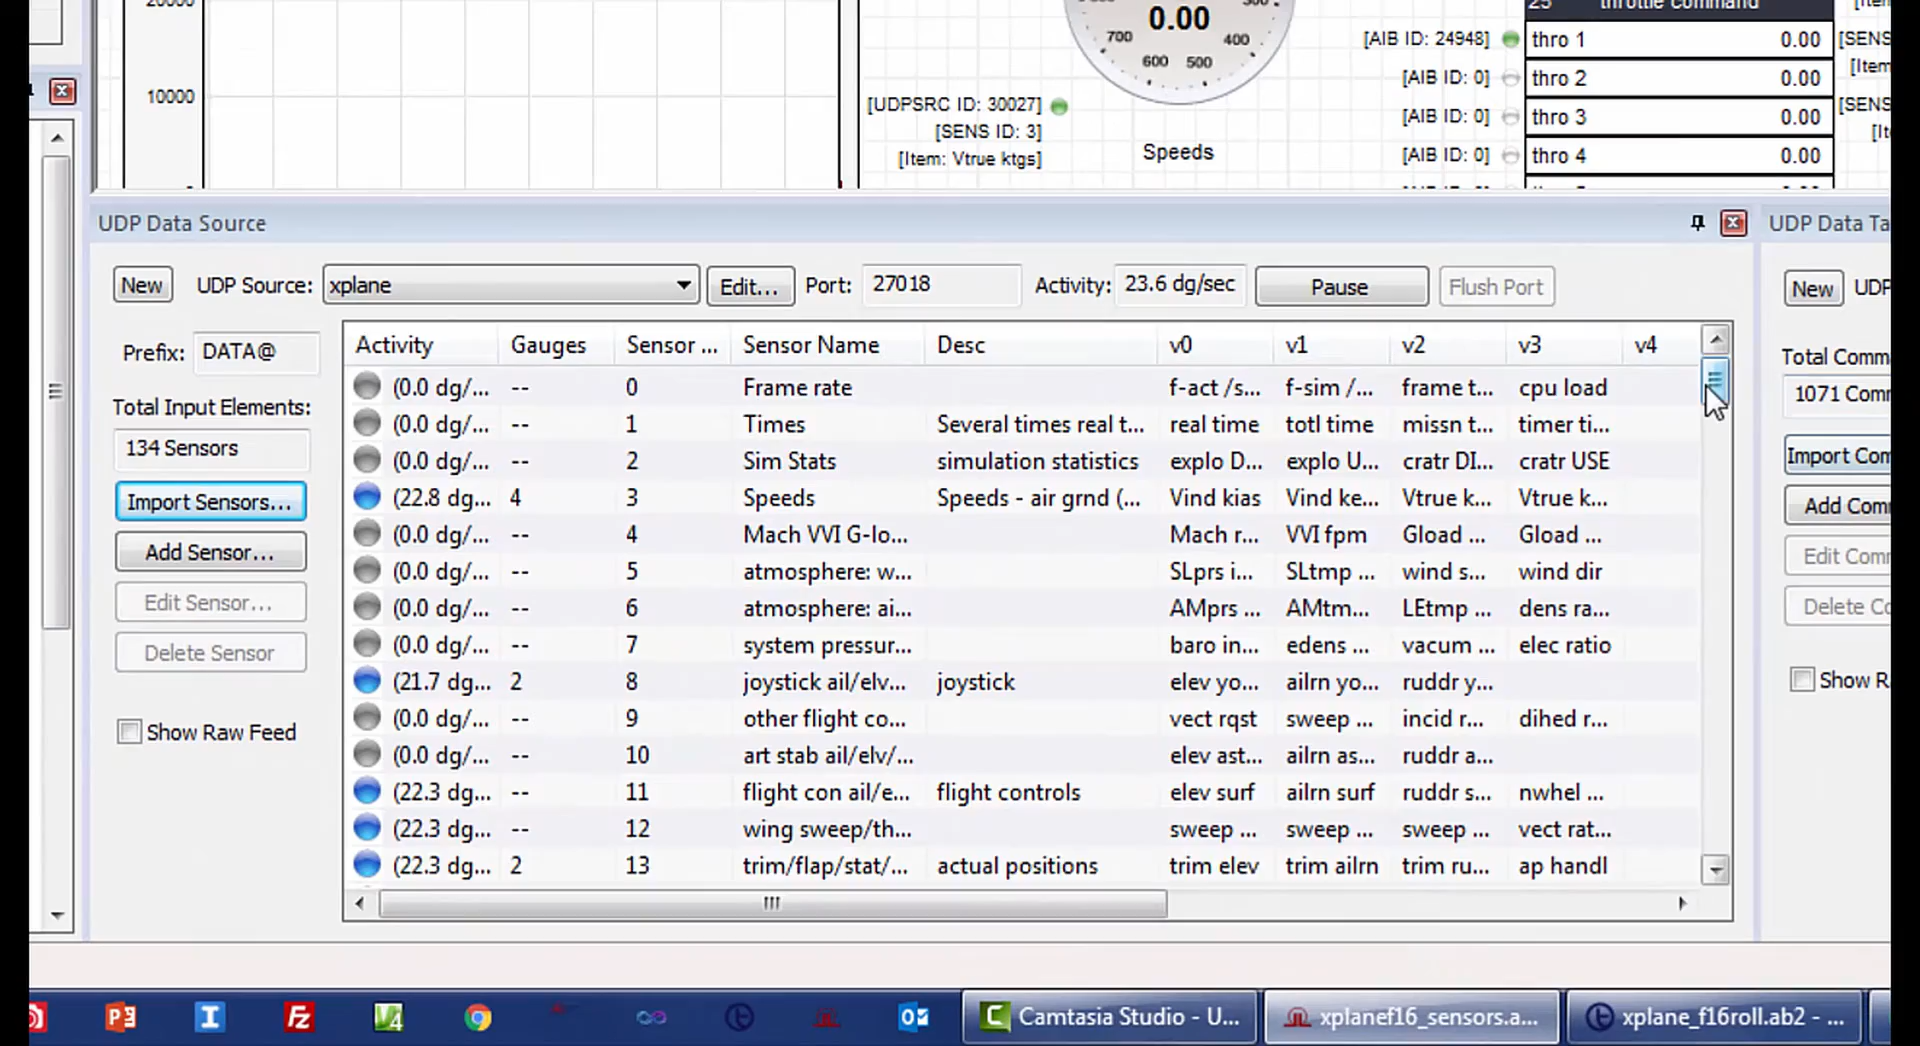 0.00
700
600
500
400
10000
[UDPSRC ID: 30027]
[SENS ID: 3]
[Item: Vtrue ktgs]
Speeds
throttle command
[AIB ID: 24948] thro 1 0.00
[AIB ID: 0] thro 2 0.00
[AIB ID: 0] thro 3 0.00
[AIB ID: 0] thro 4 0.00
UDP Data Source
New UDP Source: xplane Edit... Port: 27018 Activity: 23.6 dg/sec Pause Flush Port
Prefix: DATA@
Total Input Elements:
134 Sensors
Import Sensors...
Add Sensor...
Edit Sensor...
Delete Sensor
Show Raw Feed
Activity Gauges Sensor ... Sensor Name Desc v0 v1 v2 v3 v4
(0.0 dg/... -- 0 Frame rate f-act /s... f-sim /... frame t... cpu load
(0.0 dg/... -- 1 Times Several times real t... real time totl time missn t... timer ti...
(0.0 dg/... -- 2 Sim Stats simulation statistics explo D... explo U... cratr DI... cratr USE
(22.8 dg... 4 3 Speeds Speeds - air grnd (... Vind kias Vind ke... Vtrue k... Vtrue k...
(0.0 dg/... -- 4 Mach VVI G-lo... Mach r... VVI fpm Gload ... Gload ...
(0.0 dg/... -- 5 atmosphere: w... SLprs i... SLtmp ... wind s... wind dir
(0.0 dg/... -- 6 atmosphere: ai... AMprs ... AMtm... LEtmp ... dens ra...
(0.0 dg/... -- 7 system pressur... baro in... edens ... vacum ... elec ratio
(21.7 dg... 2 8 joystick ail/elv... joystick elev yo... ailrn yo... ruddr y...
(0.0 dg/... -- 9 other flight co... vect rqst sweep ... incid r... dihed r...
(0.0 dg/... -- 10 art stab ail/elv/... elev ast... ailrn as... ruddr a...
(22.3 dg... -- 11 flight con ail/e... flight controls elev surf ailrn surf ruddr s... nwhel ...
(22.3 dg... -- 12 wing sweep/th... sweep ... sweep ... sweep ... vect rat...
(22.3 dg... 2 13 trim/flap/stat/... actual positions trim elev trim ailrn trim ru... ap handl
UDP Data Ta
New UDP
Total Comm
1071 Com
Import Com
Add Com
Edit Com
Delete Co
Show R
Camtasia Studio - U...
xplanef16_sensors.a...
xplane_f16roll.ab2 - ...